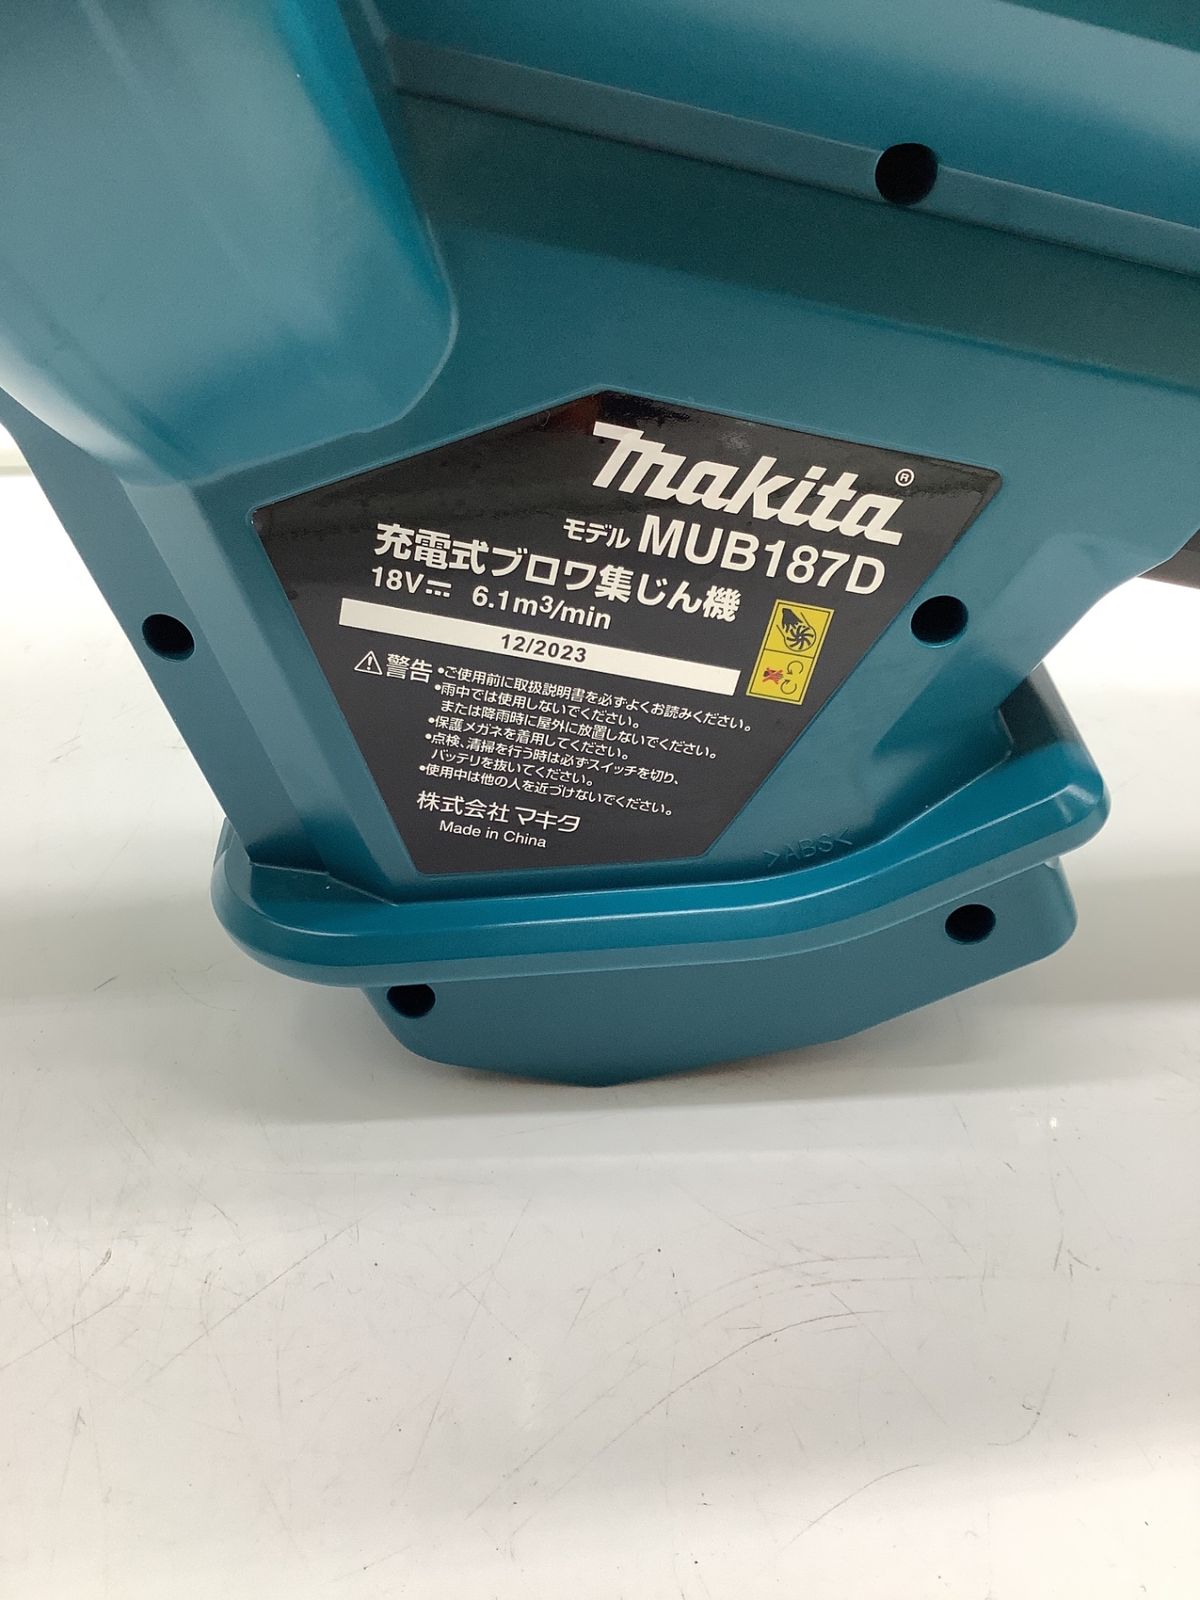 makita®
モデル MUB187D
充電式ブロワ集じん機
18V⎓ 6.1m³/min
12/2023
⚠警告 •ご使用前に取扱説明書を必ずよくお読みください。
•雨中では使用しないでください。
または降雨時に屋外に放置しないでください。
•保護メガネを着用してください。
•点検、清掃を行う時は必ずスイッチを切り、
バッテリを抜いてください。
•使用中は他の人を近づけないでください。
株式会社 マキタ
Made in China
>ABS<